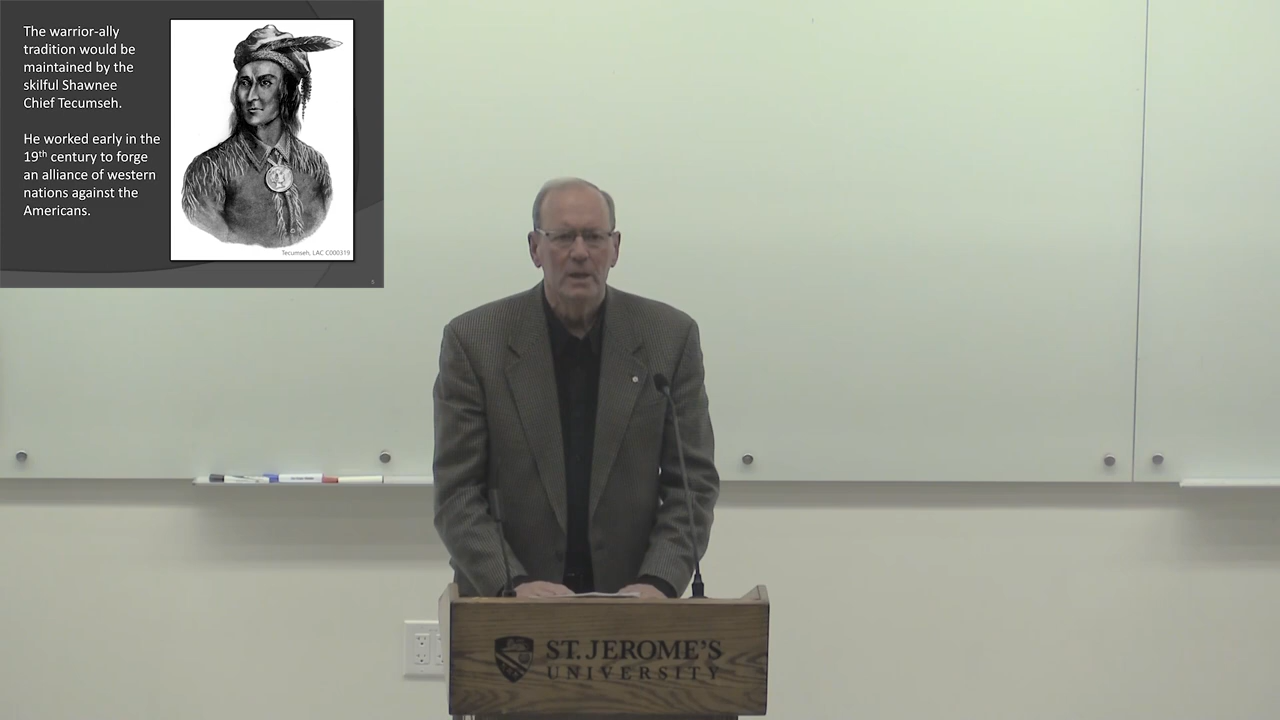 The warrior-ally
tradition would be
maintained by the
skilful Shawnee
Chief Tecumseh.
He worked early in the
19th century to forge
an alliance of western
nations against the
Americans.
Tecumseh, LAC C000319
ST. JEROME'S
UNIVERSITY